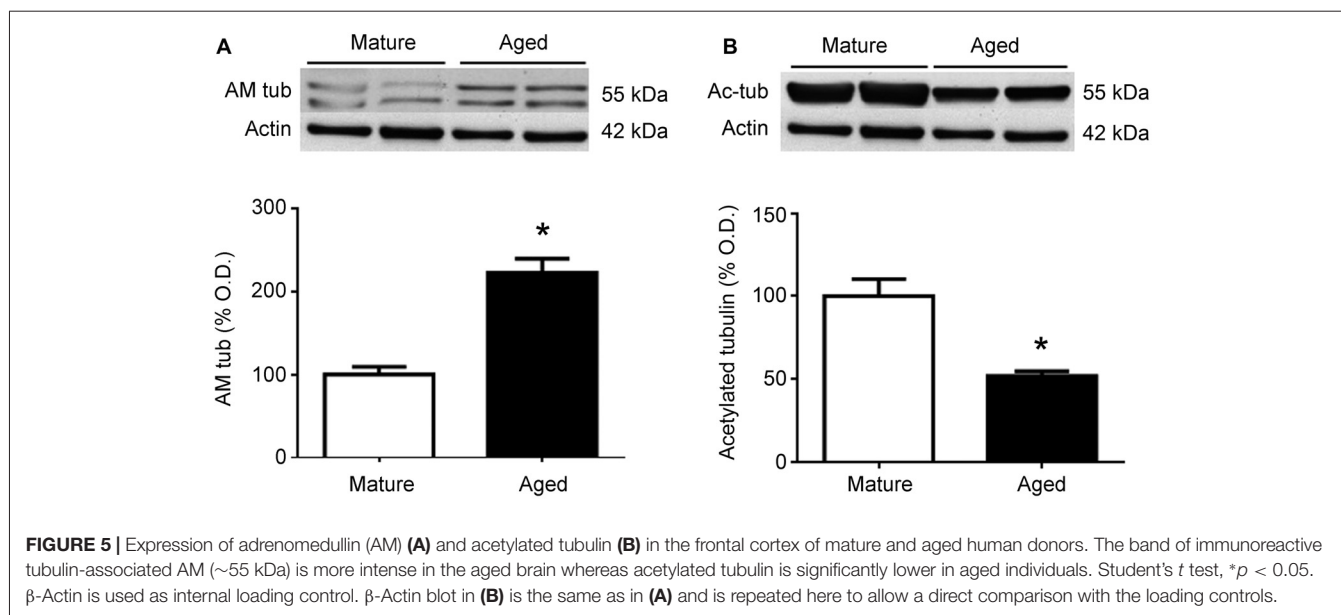 A
Mature Aged
AM tub 55 kDa
Actin 42 kDa
AM tub (% O.D.)
300
200
100
0
*
Mature Aged
B
Mature Aged
Ac-tub 55 kDa
Actin 42 kDa
Acetylated tubulin (% O.D.)
150
100
50
0
*
Mature Aged
FIGURE 5 | Expression of adrenomedullin (AM) (A) and acetylated tubulin (B) in the frontal cortex of mature and aged human donors. The band of immunoreactive
tubulin-associated AM (∼55 kDa) is more intense in the aged brain whereas acetylated tubulin is significantly lower in aged individuals. Student's t test, *p < 0.05.
β-Actin is used as internal loading control. β-Actin blot in (B) is the same as in (A) and is repeated here to allow a direct comparison with the loading controls.